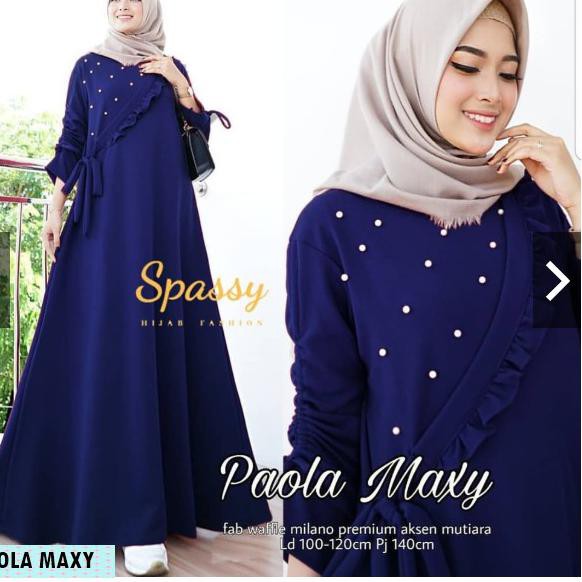 Spassy
HIJAB FASHION
Paola Maxy
fab waffle milano premium aksen mutiara
Ld 100-120cm Pj 140cm
OLA MAXY